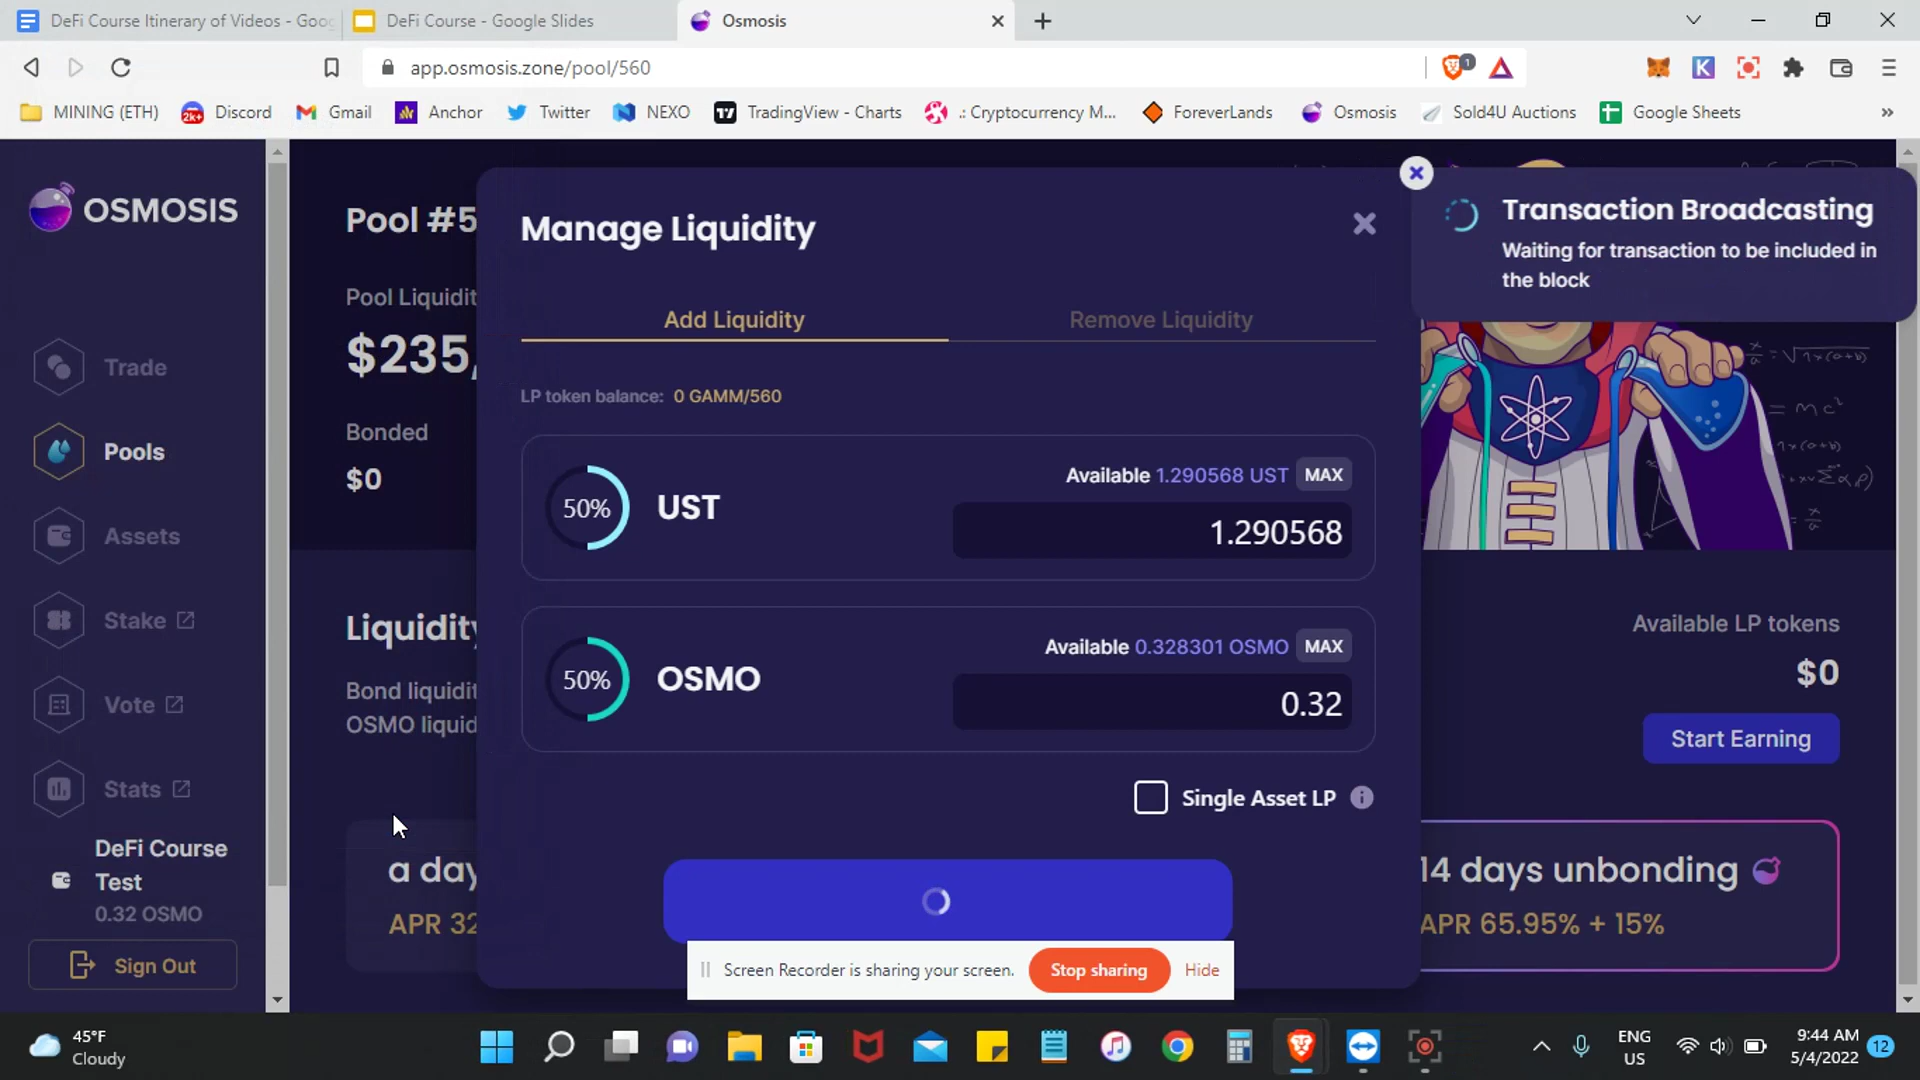 DeFi Course Itinerary of Videos - Goog
DeFi Course - Google Slides
Osmosis
app.osmosis.zone/pool/560
1
MINING (ETH)
2k+
Discord
Gmail
Anchor
Twitter
NEXO
TradingView - Charts
.: Cryptocurrency M...
ForeverLands
Osmosis
Sold4U Auctions
Google Sheets
»
OSMOSIS
Trade
Pools
Assets
Stake
Vote
Stats
DeFi Course
Test
0.32 OSMO
Sign Out
Pool #5
Pool Liquidit
$235,
Bonded
$0
Liquidity
Bond liquidit
OSMO liquid
a day
APR 32
Manage Liquidity
Add Liquidity
Remove Liquidity
LP token balance: 0 GAMM/560
50%
UST
Available 1.290568 UST
MAX
1.290568
50%
OSMO
Available 0.328301 OSMO
MAX
0.32
Single Asset LP
Transaction Broadcasting
Waiting for transaction to be included in
the block
Available LP tokens
$0
Start Earning
14 days unbonding
APR 65.95% + 15%
Screen Recorder is sharing your screen.
Stop sharing
Hide
45°F
Cloudy
ENG
US
9:44 AM
5/4/2022
12